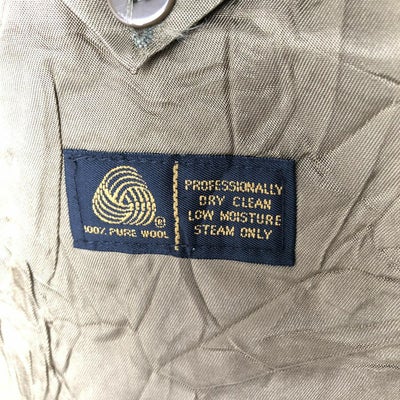 ®
100% PURE WOOL
PROFESSIONALLY
DRY CLEAN
LOW MOISTURE
STEAM ONLY